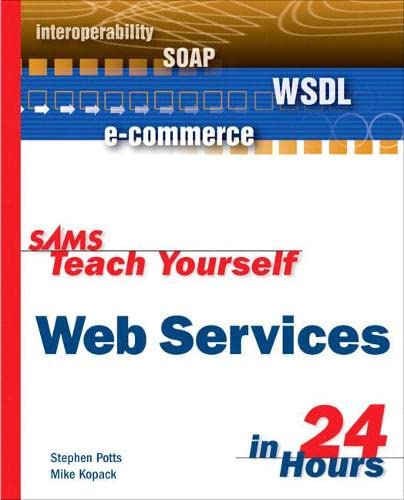 interoperability
SOAP
WSDL
e-commerce
SAMS
Teach Yourself
Web Services
Stephen Potts
Mike Kopack
in 24
Hours